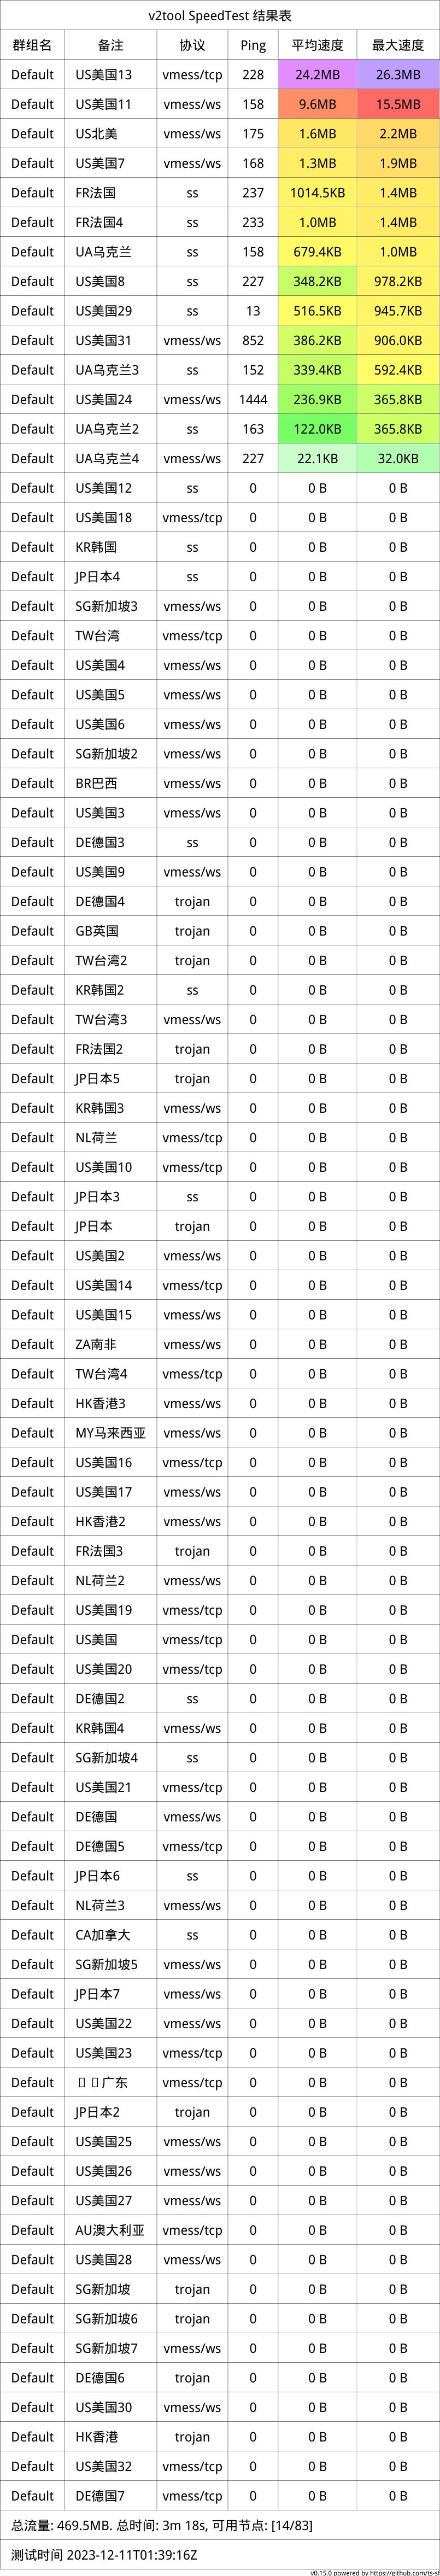 v2tool SpeedTest 结果表
群组名 备注 协议 Ping 平均速度 最大速度
Default US美国13 vmess/tcp 228 24.2MB 26.3MB
Default US美国11 vmess/ws 158 9.6MB 15.5MB
Default US北美 vmess/ws 175 1.6MB 2.2MB
Default US美国7 vmess/ws 168 1.3MB 1.9MB
Default FR法国 ss 237 1014.5KB 1.4MB
Default FR法国4 ss 233 1.0MB 1.4MB
Default UA乌克兰 ss 158 679.4KB 1.0MB
Default US美国8 ss 227 348.2KB 978.2KB
Default US美国29 ss 13 516.5KB 945.7KB
Default US美国31 vmess/ws 852 386.2KB 906.0KB
Default UA乌克兰3 ss 152 339.4KB 592.4KB
Default US美国24 vmess/ws 1444 236.9KB 365.8KB
Default UA乌克兰2 ss 163 122.0KB 365.8KB
Default UA乌克兰4 vmess/ws 227 22.1KB 32.0KB
Default US美国12 ss 0 0 B 0 B
Default US美国18 vmess/tcp 0 0 B 0 B
Default KR韩国 ss 0 0 B 0 B
Default JP日本4 ss 0 0 B 0 B
Default SG新加坡3 vmess/ws 0 0 B 0 B
Default TW台湾 vmess/tcp 0 0 B 0 B
Default US美国4 vmess/ws 0 0 B 0 B
Default US美国5 vmess/ws 0 0 B 0 B
Default US美国6 vmess/ws 0 0 B 0 B
Default SG新加坡2 vmess/ws 0 0 B 0 B
Default BR巴西 vmess/ws 0 0 B 0 B
Default US美国3 vmess/ws 0 0 B 0 B
Default DE德国3 ss 0 0 B 0 B
Default US美国9 vmess/ws 0 0 B 0 B
Default DE德国4 trojan 0 0 B 0 B
Default GB英国 trojan 0 0 B 0 B
Default TW台湾2 trojan 0 0 B 0 B
Default KR韩国2 ss 0 0 B 0 B
Default TW台湾3 vmess/ws 0 0 B 0 B
Default FR法国2 trojan 0 0 B 0 B
Default JP日本5 trojan 0 0 B 0 B
Default KR韩国3 vmess/ws 0 0 B 0 B
Default NL荷兰 vmess/tcp 0 0 B 0 B
Default US美国10 vmess/tcp 0 0 B 0 B
Default JP日本3 ss 0 0 B 0 B
Default JP日本 trojan 0 0 B 0 B
Default US美国2 vmess/ws 0 0 B 0 B
Default US美国14 vmess/tcp 0 0 B 0 B
Default US美国15 vmess/ws 0 0 B 0 B
Default ZA南非 vmess/ws 0 0 B 0 B
Default TW台湾4 vmess/tcp 0 0 B 0 B
Default HK香港3 vmess/ws 0 0 B 0 B
Default MY马来西亚 vmess/ws 0 0 B 0 B
Default US美国16 vmess/tcp 0 0 B 0 B
Default US美国17 vmess/ws 0 0 B 0 B
Default HK香港2 vmess/ws 0 0 B 0 B
Default FR法国3 trojan 0 0 B 0 B
Default NL荷兰2 vmess/ws 0 0 B 0 B
Default US美国19 vmess/tcp 0 0 B 0 B
Default US美国 vmess/tcp 0 0 B 0 B
Default US美国20 vmess/tcp 0 0 B 0 B
Default DE德国2 ss 0 0 B 0 B
Default KR韩国4 vmess/ws 0 0 B 0 B
Default SG新加坡4 ss 0 0 B 0 B
Default US美国21 vmess/tcp 0 0 B 0 B
Default DE德国 vmess/ws 0 0 B 0 B
Default DE德国5 vmess/tcp 0 0 B 0 B
Default JP日本6 ss 0 0 B 0 B
Default NL荷兰3 vmess/ws 0 0 B 0 B
Default CA加拿大 ss 0 0 B 0 B
Default SG新加坡5 vmess/ws 0 0 B 0 B
Default JP日本7 vmess/ws 0 0 B 0 B
Default US美国22 vmess/ws 0 0 B 0 B
Default US美国23 vmess/tcp 0 0 B 0 B
Default 广东 vmess/tcp 0 0 B 0 B
Default JP日本2 trojan 0 0 B 0 B
Default US美国25 vmess/ws 0 0 B 0 B
Default US美国26 vmess/ws 0 0 B 0 B
Default US美国27 vmess/ws 0 0 B 0 B
Default AU澳大利亚 vmess/tcp 0 0 B 0 B
Default US美国28 vmess/ws 0 0 B 0 B
Default SG新加坡 trojan 0 0 B 0 B
Default SG新加坡6 trojan 0 0 B 0 B
Default SG新加坡7 vmess/ws 0 0 B 0 B
Default DE德国6 trojan 0 0 B 0 B
Default US美国30 vmess/ws 0 0 B 0 B
Default HK香港 trojan 0 0 B 0 B
Default US美国32 vmess/tcp 0 0 B 0 B
Default DE德国7 vmess/tcp 0 0 B 0 B
总流量: 469.5MB. 总时间: 3m 18s, 可用节点: [14/83]
测试时间 2023-12-11T01:39:16Z
v0.15.0 powered by https://github.com/ts-sf